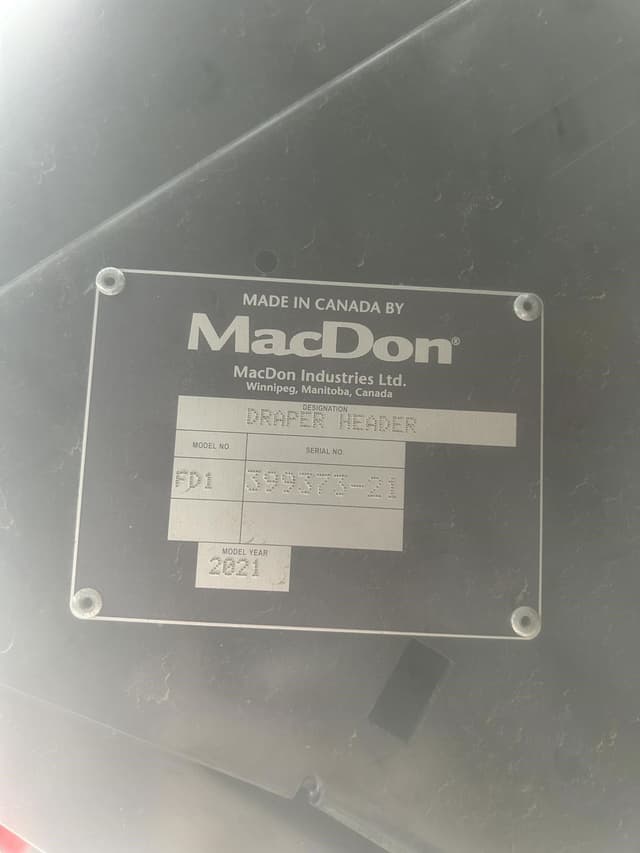 MADE IN CANADA BY
MacDon®
MacDon Industries Ltd.
Winnipeg, Manitoba, Canada
DESIGNATION
DRAPER HEADER
MODEL NO
SERIAL NO.
FD1
399373-21
MODEL YEAR
2021